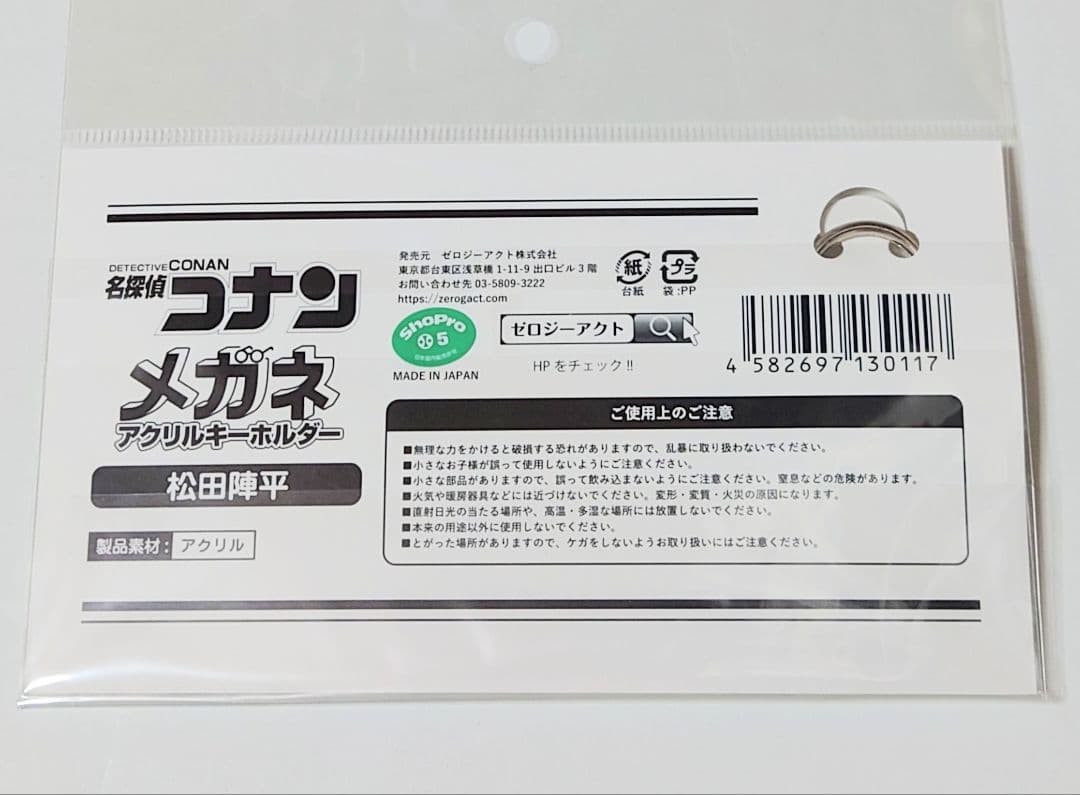 DETECTIVE CONAN
名探偵コナン
メガネ
アクリルキーホルダー
松田陣平
製品素材: アクリル
発売元 ゼロジーアクト株式会社
東京都台東区浅草橋 1-11-9 出口ビル 3 階
お問い合わせ先 03-5809-3222
https://zerogact.com
紙
台紙
プラ
袋:PP
ShoPro
5
MADE IN JAPAN
ゼロジーアクト
HP をチェック!!
4 582697 130117
ご使用上のご注意
■無理な力をかけると破損する恐れがありますので、乱暴に取り扱わないでください。
■小さなお子様が誤って使用しないようにご注意ください。
■小さな部品がありますので、誤って飲み込まないようにご注意ください。窒息などの危険があります。
■火気や暖房器具などには近づけないでください。変形・変質・火災の原因になります。
■直射日光の当たる場所や、高温・多湿な場所には放置しないでください。
■本来の用途以外に使用しないでください。
■とがった場所がありますので、ケガをしないようお取り扱いにはご注意ください。